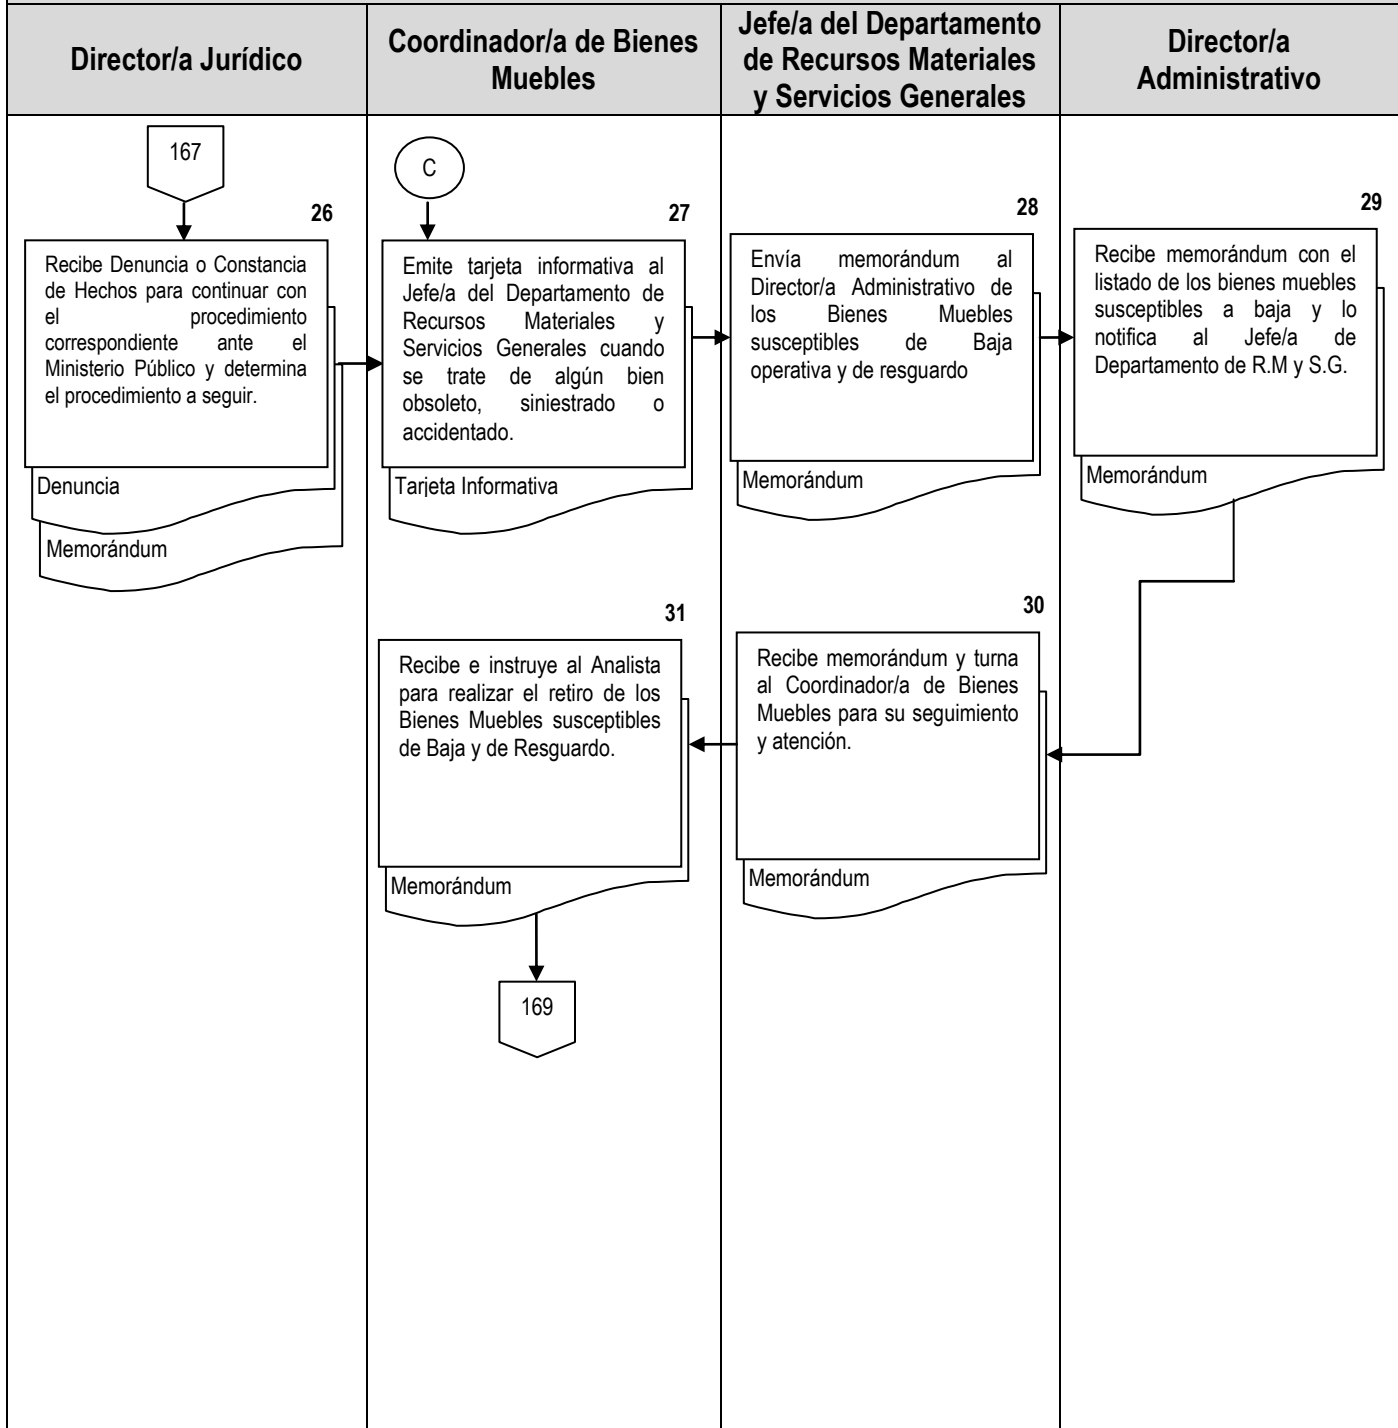 Director/a Jurídico
Coordinador/a de Bienes
Muebles
Jefe/a del Departamento
de Recursos Materiales
y Servicios Generales
Director/a
Administrativo
167
26
Recibe Denuncia o Constancia
de Hechos para continuar con
el procedimiento
correspondiente ante el
Ministerio Público y determina
el procedimiento a seguir.
Denuncia
Memorándum
C
27
Emite tarjeta informativa al
Jefe/a del Departamento de
Recursos Materiales y
Servicios Generales cuando
se trate de algún bien
obsoleto, siniestrado o
accidentado.
Tarjeta Informativa
28
Envía memorándum al
Director/a Administrativo de
los Bienes Muebles
susceptibles de Baja
operativa y de resguardo
Memorándum
29
Recibe memorándum con el
listado de los bienes muebles
susceptibles a baja y lo
notifica al Jefe/a de
Departamento de R.M y S.G.
Memorándum
30
Recibe memorándum y turna
al Coordinador/a de Bienes
Muebles para su seguimiento
y atención.
Memorándum
31
Recibe e instruye al Analista
para realizar el retiro de los
Bienes Muebles susceptibles
de Baja y de Resguardo.
Memorándum
169